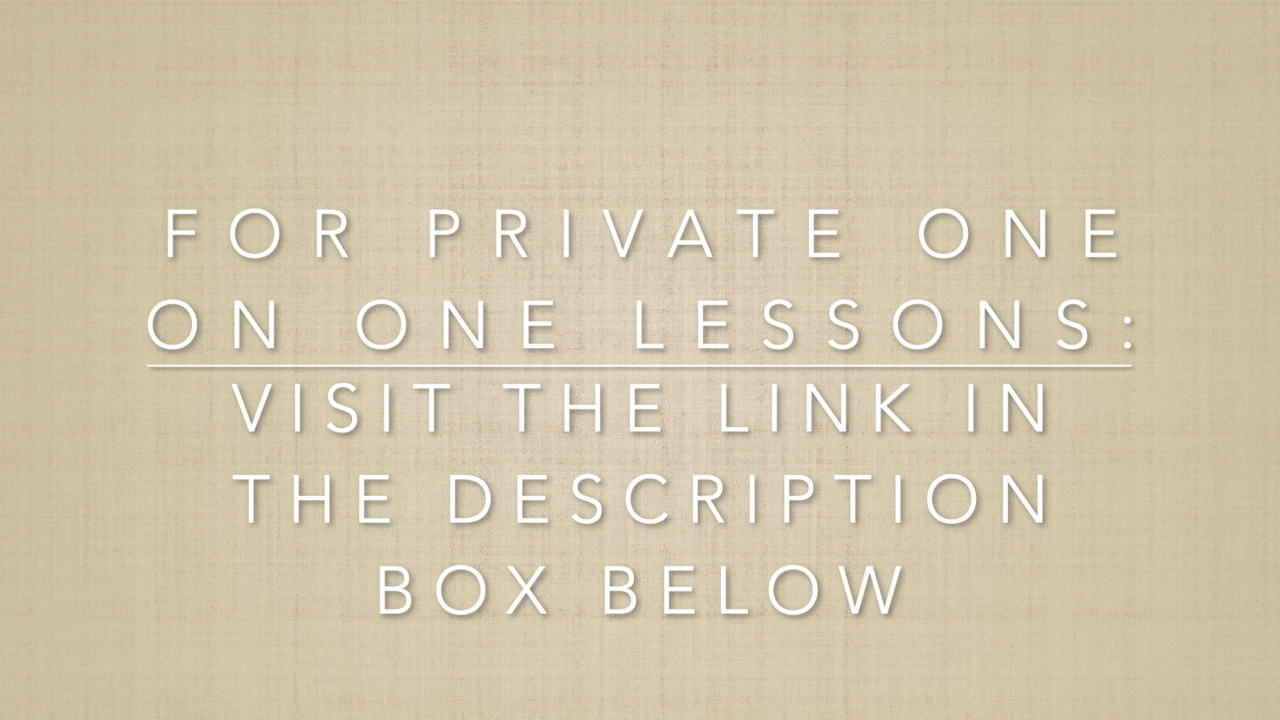 FOR PRIVATE ONE
ON ONE LESSONS:
VISIT THE LINK IN
THE DESCRIPTION
BOX BELOW